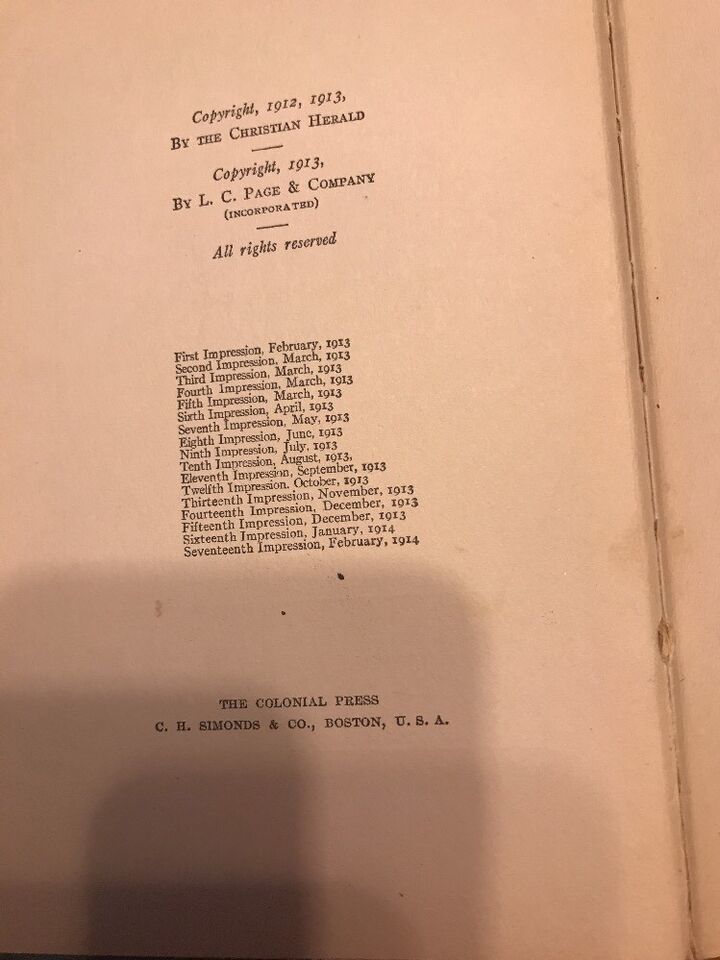 Copyright, 1912, 1913,
BY THE CHRISTIAN HERALD
Copyright, 1913,
BY L. C. PAGE & COMPANY
(INCORPORATED)
All rights reserved
First Impression, February, 1913
Second Impression, March, 1913
Third Impression, March, 1913
Fourth Impression, March, 1913
Fifth Impression, March, 1913
Sixth Impression, April, 1913
Seventh Impression, May, 1913
Eighth Impression, June, 1913
Ninth Impression, July, 1913
Tenth Impression, August, 1913,
Eleventh Impression, September, 1913
Twelfth Impression. October, 1913
Thirteenth Impression, November, 1913
Fourteenth Impression, December, 1913
Fifteenth Impression, December, 1913
Sixteenth Impression, January, 1914
Seventeenth Impression, February, 1914
THE COLONIAL PRESS
C. H. SIMONDS & CO., BOSTON, U. S. A.